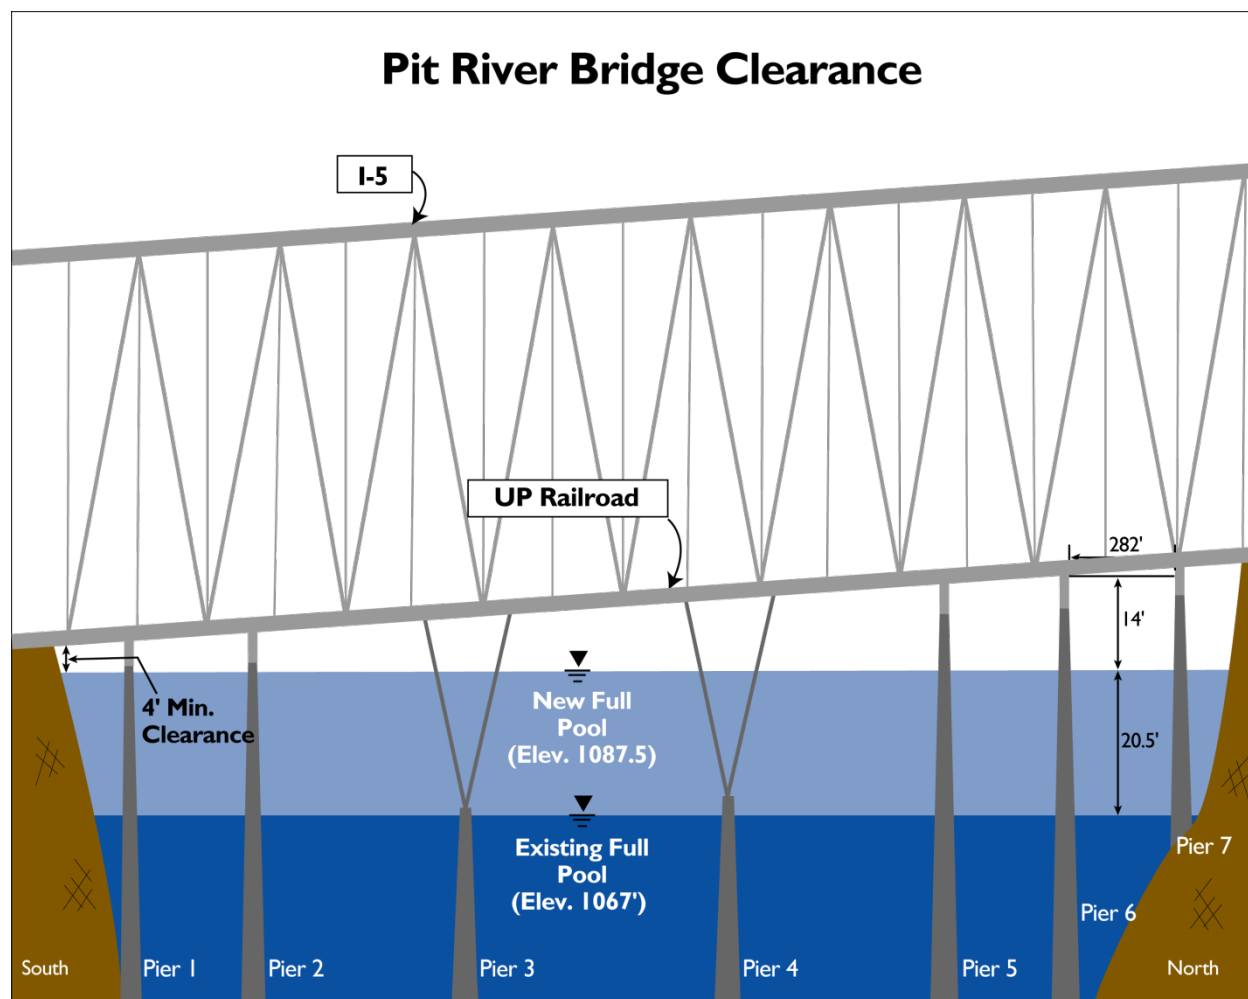 Pit River Bridge Clearance
I-5
UP Railroad
282'
14'
4' Min.
Clearance
New Full
Pool
(Elev. 1087.5)
20.5'
Existing Full
Pool
(Elev. 1067')
Pier 7
Pier 6
South
Pier 1
Pier 2
Pier 3
Pier 4
Pier 5
North